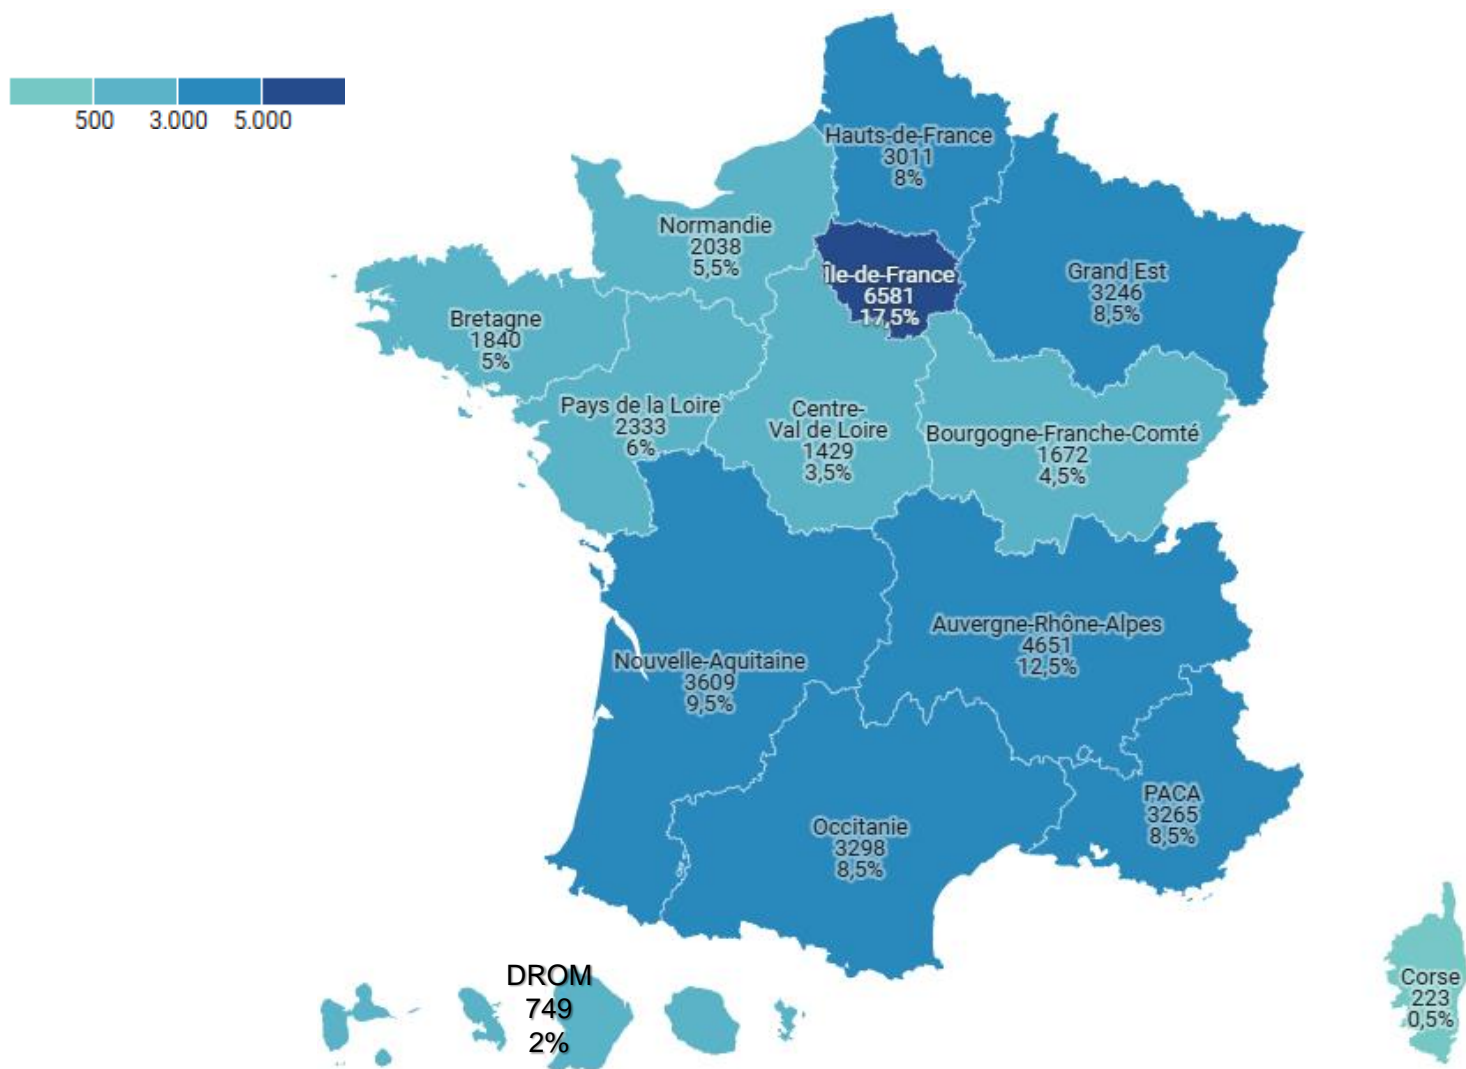 500 3.000 5.000
Hauts-de-France
3011
8%
Normandie
2038
5,5%
Île-de-France
6581
17,5%
Grand Est
3246
8,5%
Bretagne
1840
5%
Pays de la Loire
2333
6%
Centre-
Val de Loire
1429
3,5%
Bourgogne-Franche-Comté
1672
4,5%
Auvergne-Rhône-Alpes
4651
12,5%
Nouvelle-Aquitaine
3609
9,5%
PACA
3265
8,5%
Occitanie
3298
8,5%
DROM
749
2%
Corse
223
0,5%